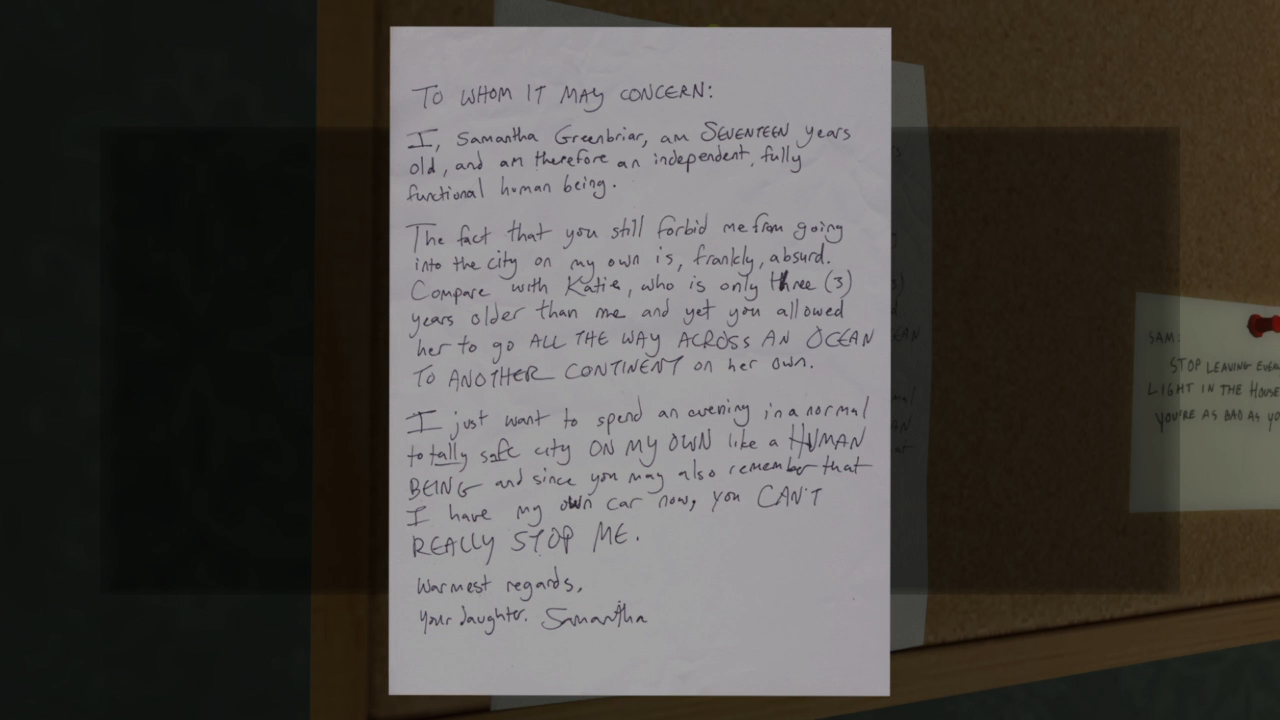 TO WHOM IT MAY CONCERN:
I, Samantha Greenbriar, am SEVENTEEN years
old, and am therefore an independent, fully
functional human being.
The fact that you still forbid me from going
into the city on my own is, frankly, absurd.
Compare with Katie, who is only three (3)
years older than me and yet you allowed
her to go ALL THE WAY ACROSS AN OCEAN
TO ANOTHER CONTINENT on her own.
I just want to spend an evening in a normal
totally safe city ON MY OWN like a HUMAN
BEING and since you may also remember that
I have my own car now, you CAN'T
REALLY STOP ME.
Warmest regards,
Your daughter. Samantha
SAM:
STOP LEAVING
LIGHT IN THE HOUSE
YOU'RE AS BAD AS